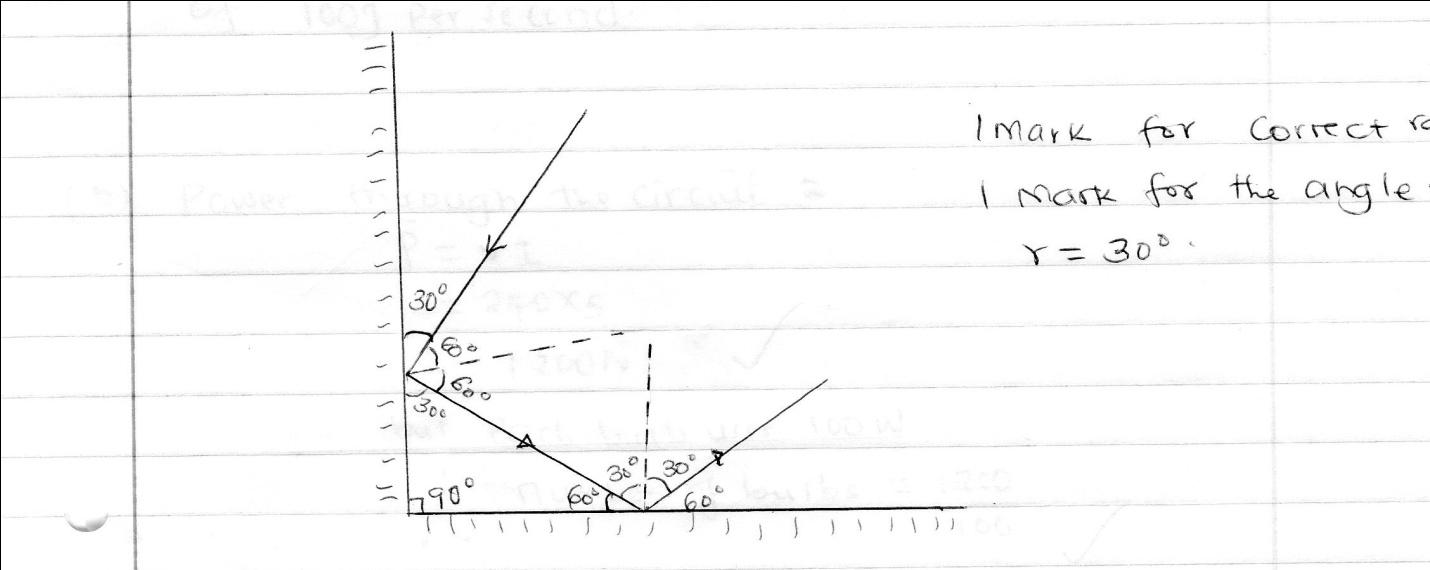 1 mark for correct
1 mark for the angle
r = 30°.
30°
60°
60°
30°
30° 30°
90° 60° 60°